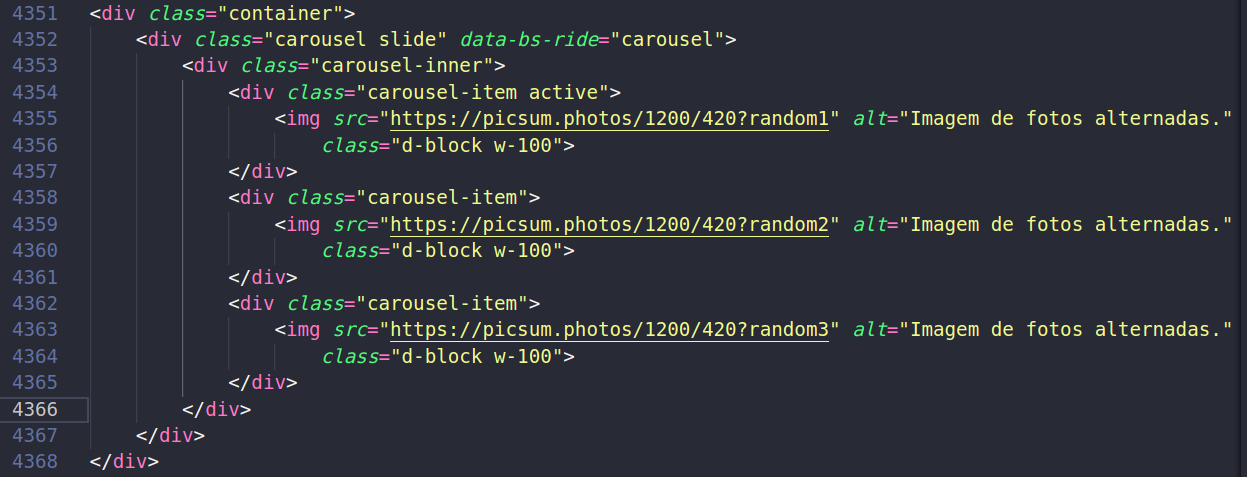 4351 <div class="container">
4352 <div class="carousel slide" data-bs-ride="carousel">
4353 <div class="carousel-inner">
4354 <div class="carousel-item active">
4355 <img src="https://picsum.photos/1200/420?random1" alt="Imagem de fotos alternadas."
4356 class="d-block w-100">
4357 </div>
4358 <div class="carousel-item">
4359 <img src="https://picsum.photos/1200/420?random2" alt="Imagem de fotos alternadas."
4360 class="d-block w-100">
4361 </div>
4362 <div class="carousel-item">
4363 <img src="https://picsum.photos/1200/420?random3" alt="Imagem de fotos alternadas."
4364 class="d-block w-100">
4365 </div>
4366 </div>
4367 </div>
4368 </div>